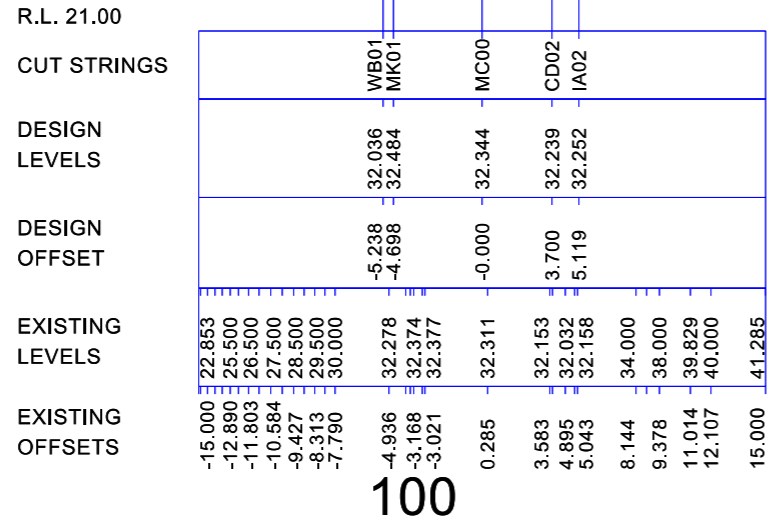 R.L. 21.00
CUT STRINGS
WB01 MK01 MC00 CD02 IA02
DESIGN
LEVELS
32.036 32.484 32.344 32.239 32.252
DESIGN
OFFSET
-5.238 -4.698 -0.000 3.700 5.119
EXISTING
LEVELS
22.853 25.500 26.500 27.500 28.500 29.500 30.000 32.278 32.374 32.377 32.311 32.153 32.032 32.158 34.000 38.000 39.829 40.000 41.285
EXISTING
OFFSETS
-15.000 -12.890 -11.803 -10.584 -9.427 -8.313 -7.790 -4.936 -3.168 -3.021 0.285 3.583 4.895 5.043 8.144 9.378 11.014 12.107 15.000
100